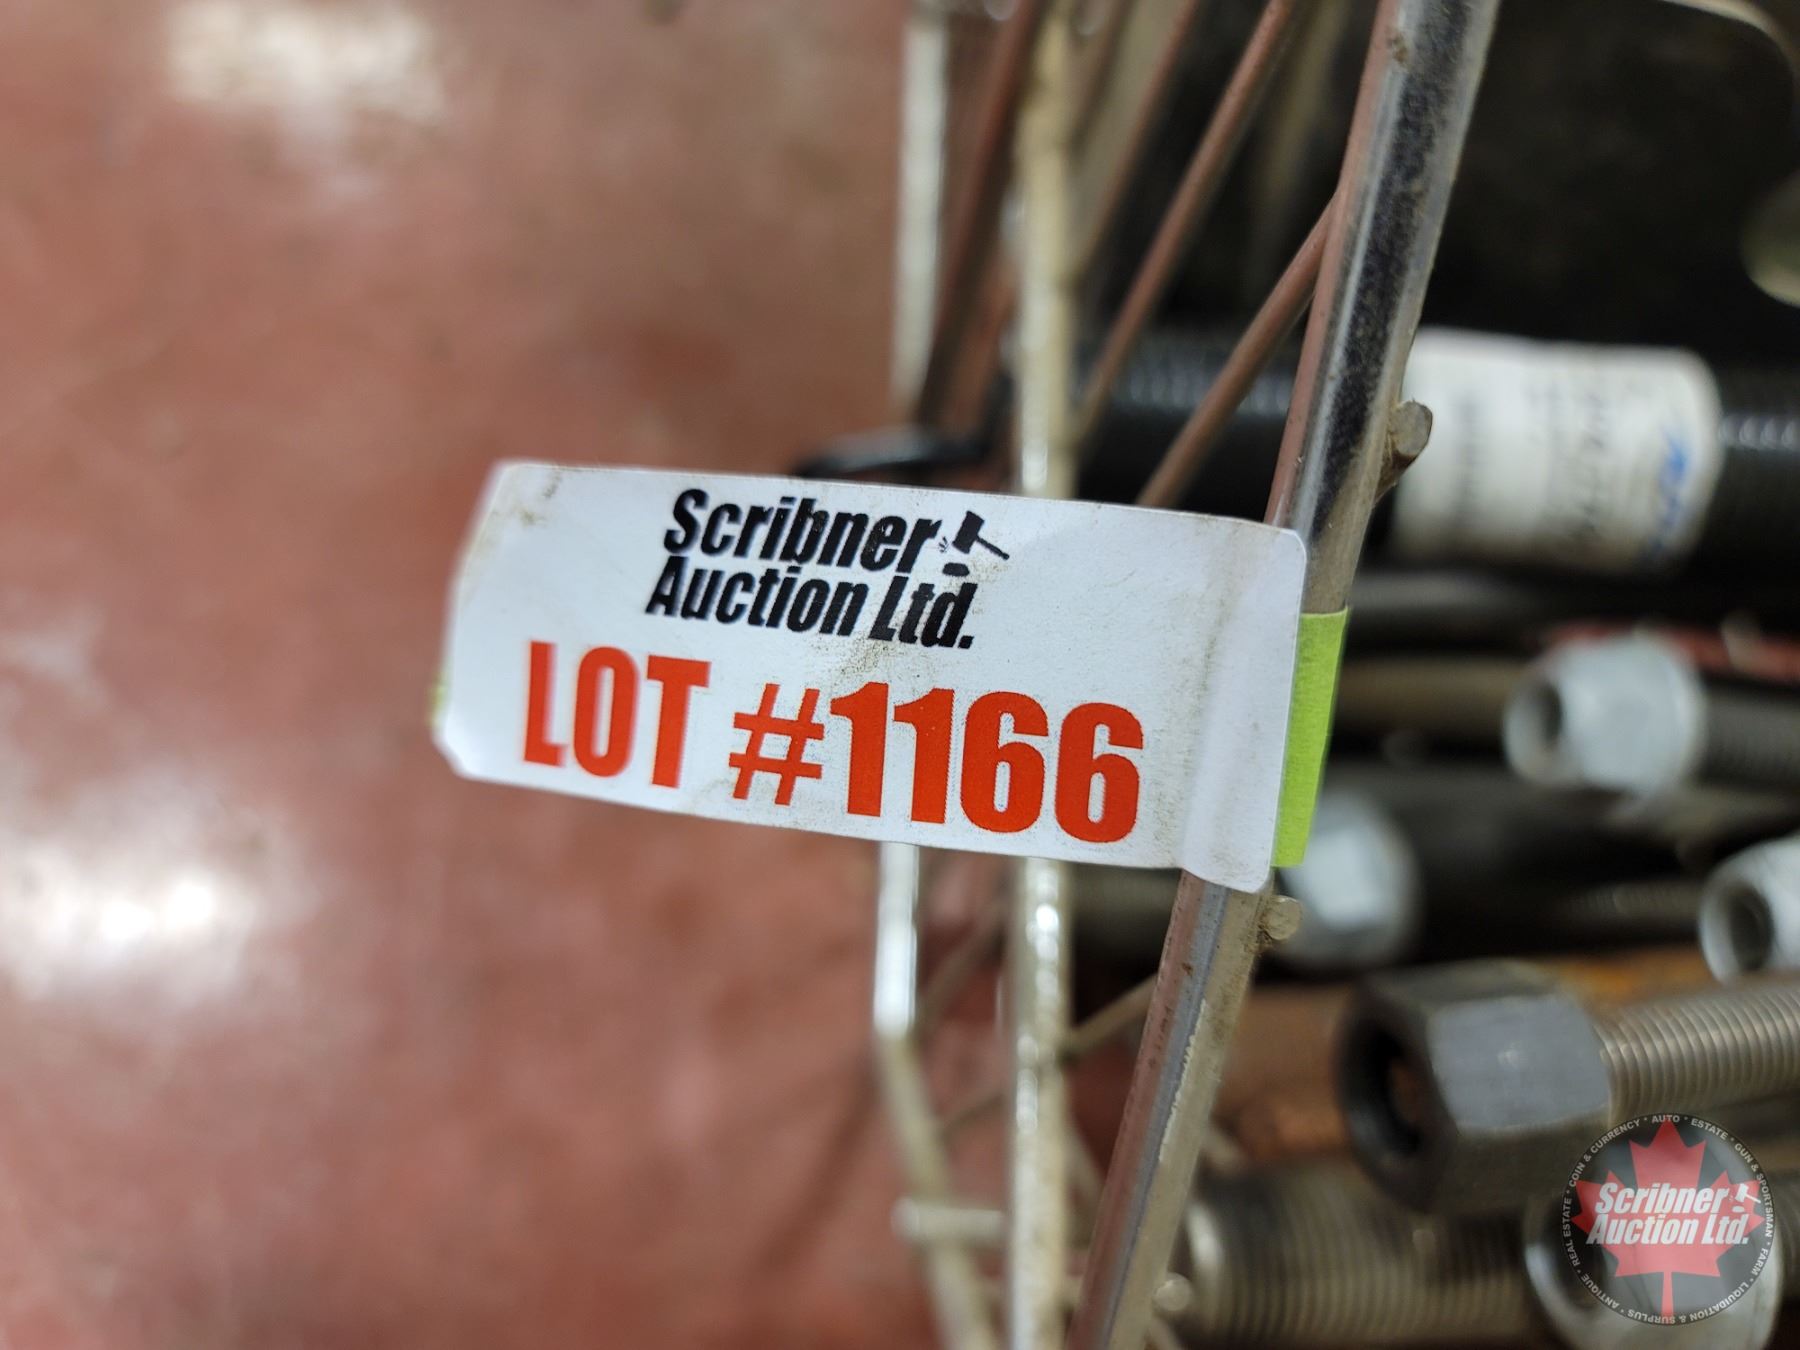 Scribner
Auction Ltd.
LOT #1166
COIN & CURRENCY • AUTO • ESTATE • GUN & SPORTSMAN • FARM • LIQUIDATION & SURPLUS • ANTIQUE • REAL ESTATE •
Scribner
Auction Ltd.